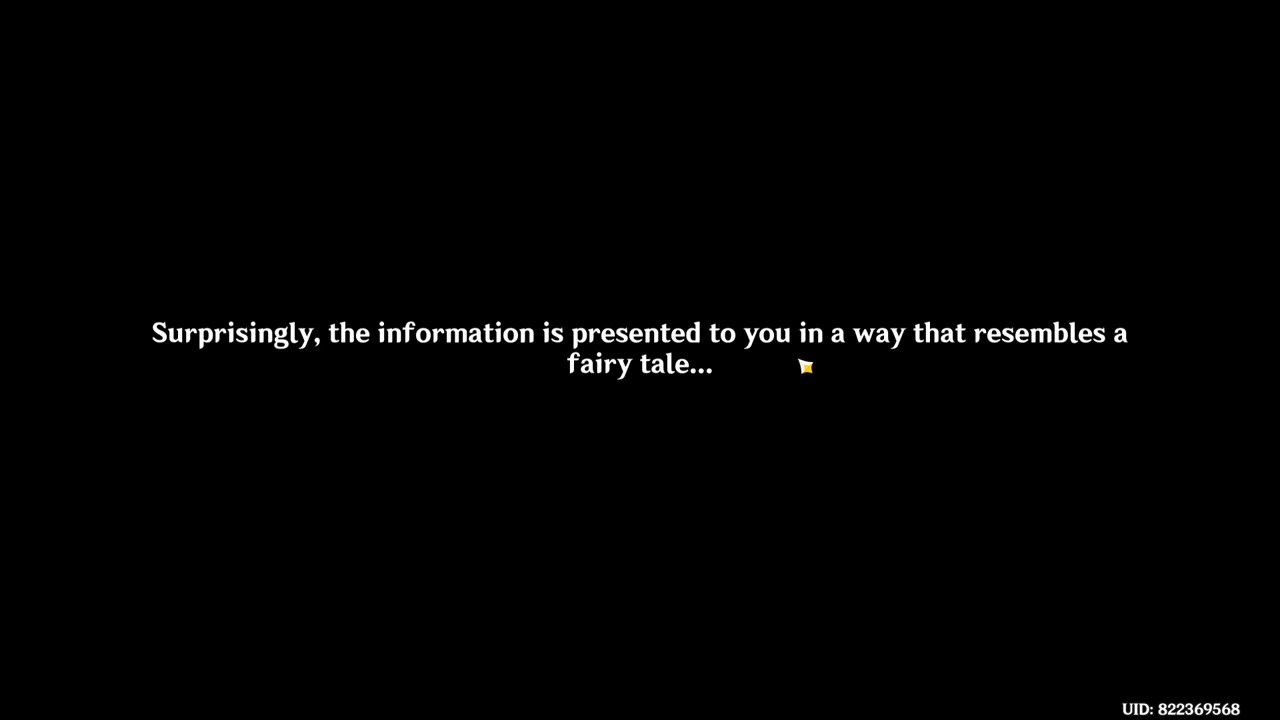 Surprisingly, the information is presented to you in a way that resembles a
fairy tale...
UID: 822369568